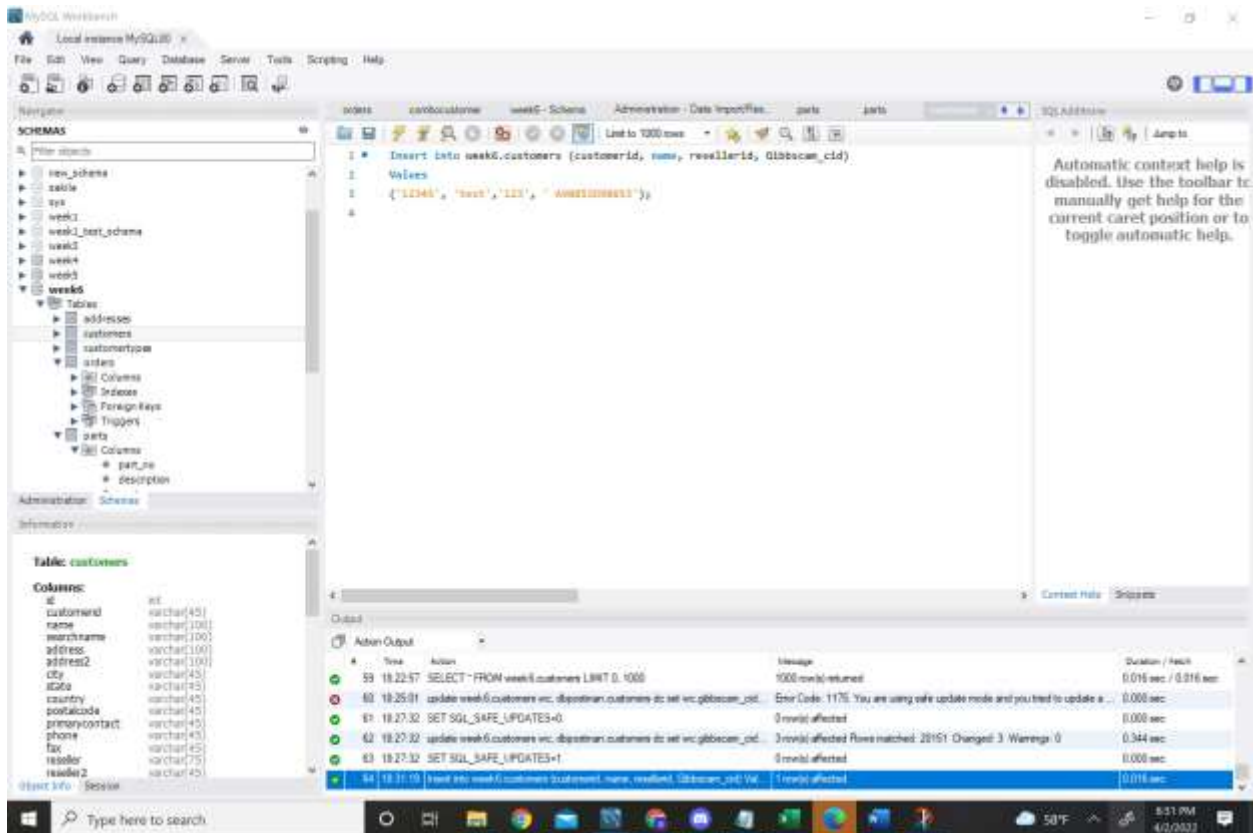 MySQL Workbench
Local instance MySQL80 ×
File Edit View Query Database Server Tools Scripting Help
Navigator
SCHEMAS
Filter objects
new_schema
sakila
sys
week1
week1_test_schema
week4
week5
week6
Tables
addresses
customers
customertypes
orders
Columns
Indexes
Foreign Keys
Triggers
parts
Columns
part_no
description
Administration Schemas
Information
Table: customers
Columns:
id int
customerid varchar(45)
name varchar(100)
searchname varchar(100)
address varchar(100)
address2 varchar(100)
city varchar(45)
state varchar(45)
country varchar(45)
postalcode varchar(45)
primarycontact varchar(45)
phone varchar(45)
fax varchar(45)
reseller varchar(75)
reseller2 varchar(45)
Object Info Session
orders combocustomer week5 - Schema Administration - Data Import/Res... parts parts
Limit to 1000 rows
1 Insert into week6.customers (customerid, name, resellerid, Gibbscam_cid)
2 Values
3 ('12345', 'test','123', '
4
SQL Additions
Jump to
Automatic context help is
disabled. Use the toolbar to
manually get help for the
current caret position or to
toggle automatic help.
Context Help Snippets
Output
Action Output
# Time Action Message Duration / Fetch
59 18:22:57 SELECT * FROM week6.customers LIMIT 0, 1000 1000 row(s) returned 0.016 sec / 0.016 sec
60 18:25:01 update week6.customers wc, dbpostman.customers dc set wc.gibbscam_cid... Error Code: 1175. You are using safe update mode and you tried to update a ... 0.000 sec
61 18:27:32 SET SQL_SAFE_UPDATES=0 0 row(s) affected 0.000 sec
62 18:27:32 update week6.customers wc, dbpostman.customers dc set wc.gibbscam_cid... 3 row(s) affected Rows matched: 20151 Changed: 3 Warnings: 0 0.344 sec
63 18:27:32 SET SQL_SAFE_UPDATES=1 0 row(s) affected 0.000 sec
64 18:31:19 Insert into week6.customers (customerid, name, resellerid, Gibbscam_cid) Val... 1 row(s) affected 0.016 sec
Type here to search
58°F
6:31 PM
4/2/2022